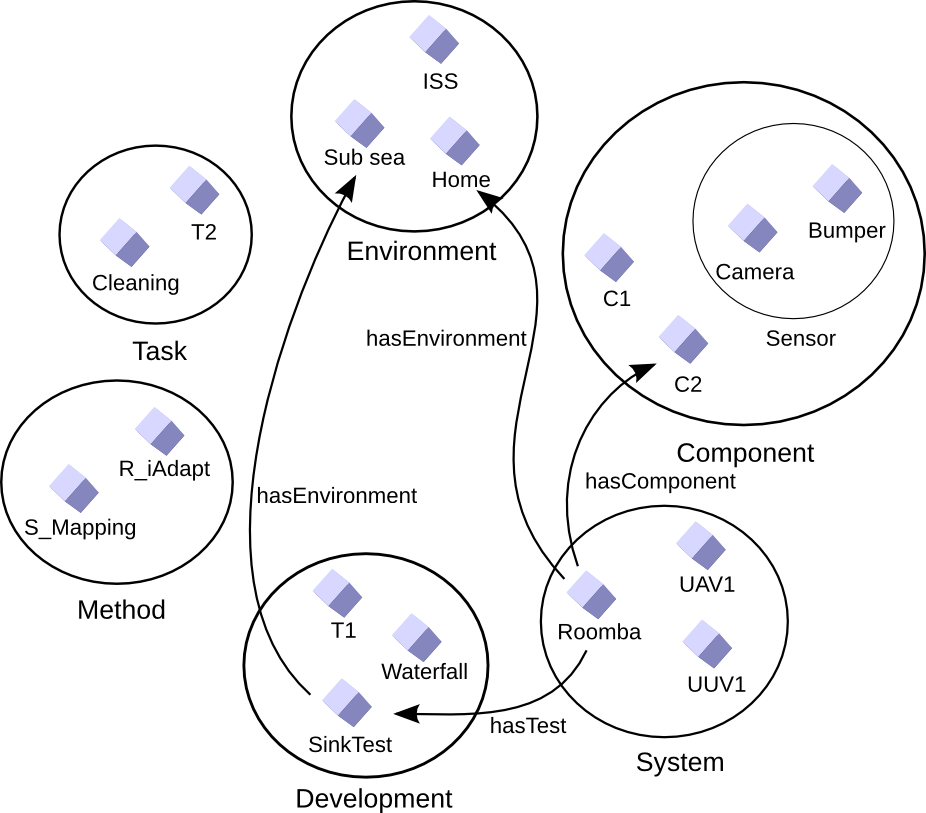 ISS
Sub sea
Home
Environment
T2
Cleaning
Task
Bumper
Camera
C1
Sensor
C2
Component
hasEnvironment
R_iAdapt
S_Mapping
Method
hasEnvironment
hasComponent
T1
Waterfall
SinkTest
Development
UAV1
Roomba
UUV1
hasTest
System